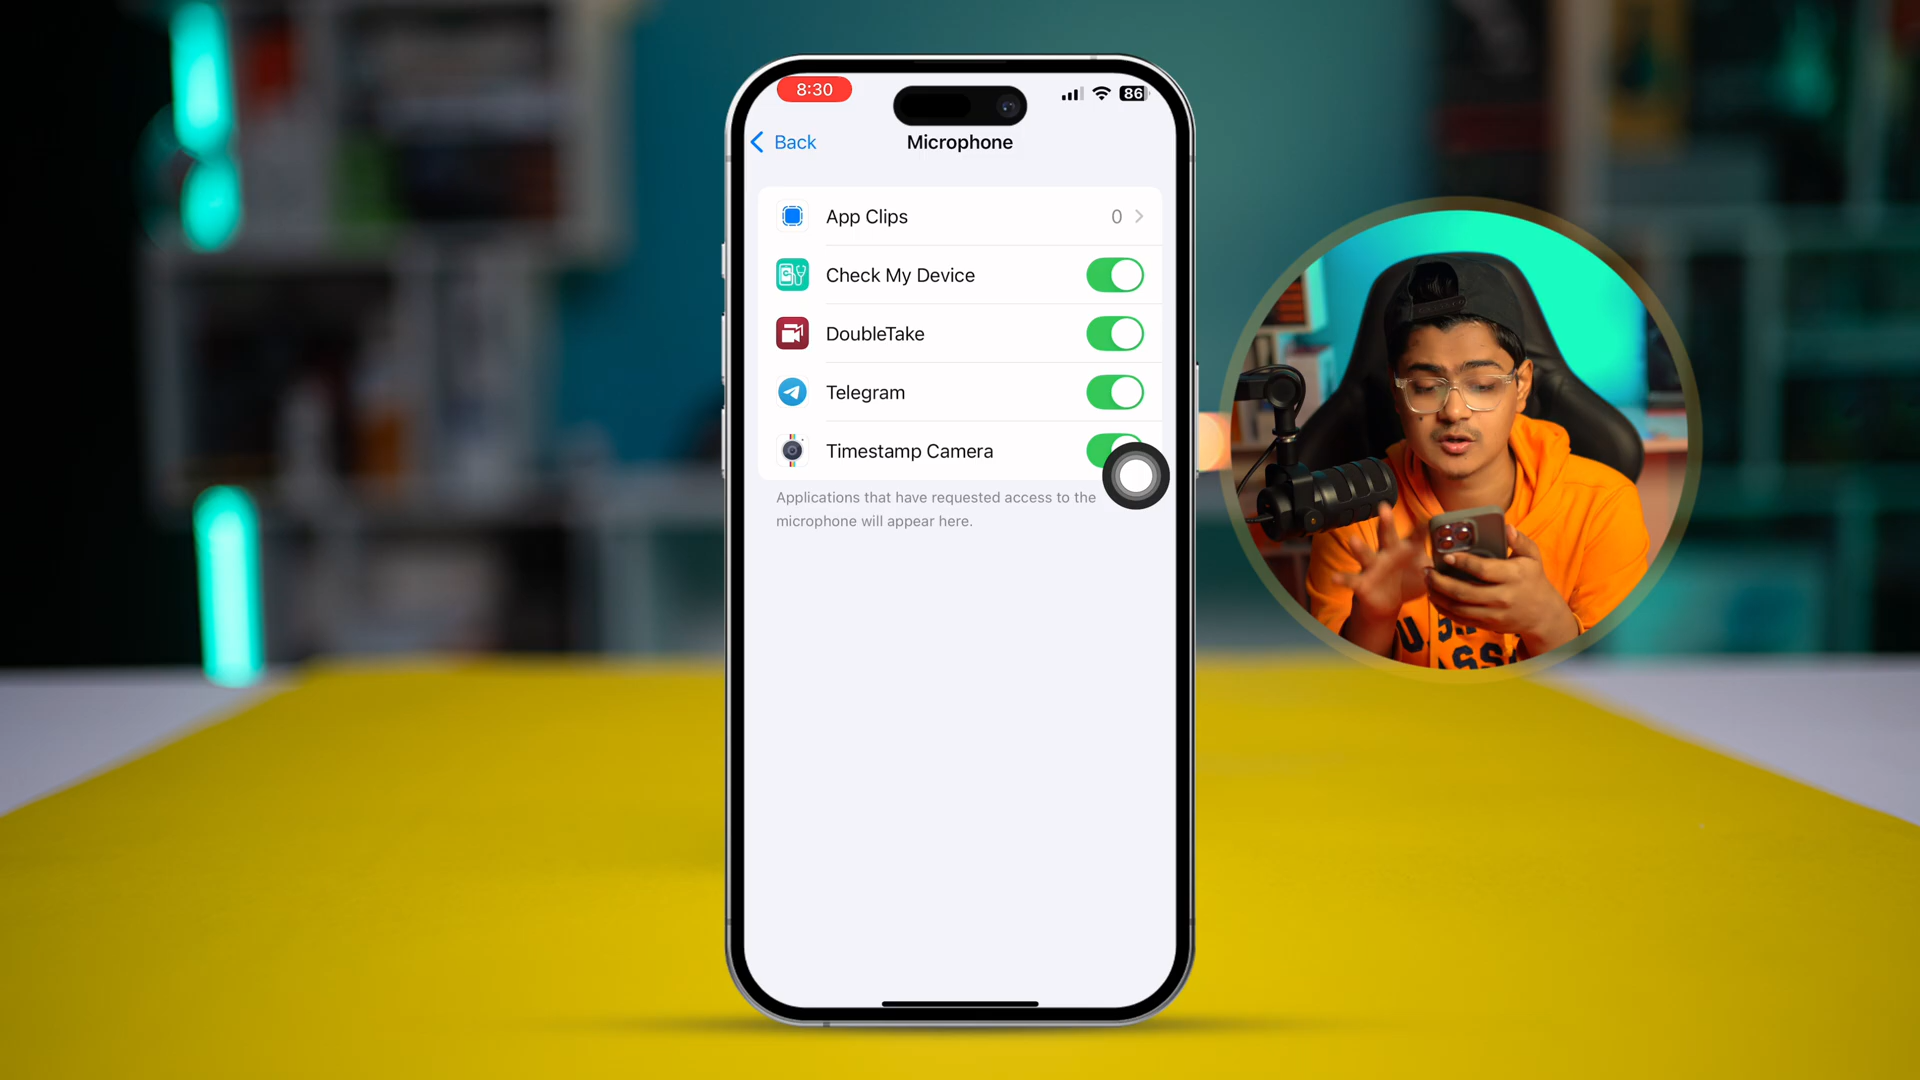 8:30
86
Back
Microphone
App Clips
0
Check My Device
DoubleTake
Telegram
Timestamp Camera
Applications that have requested access to the
microphone will appear here.